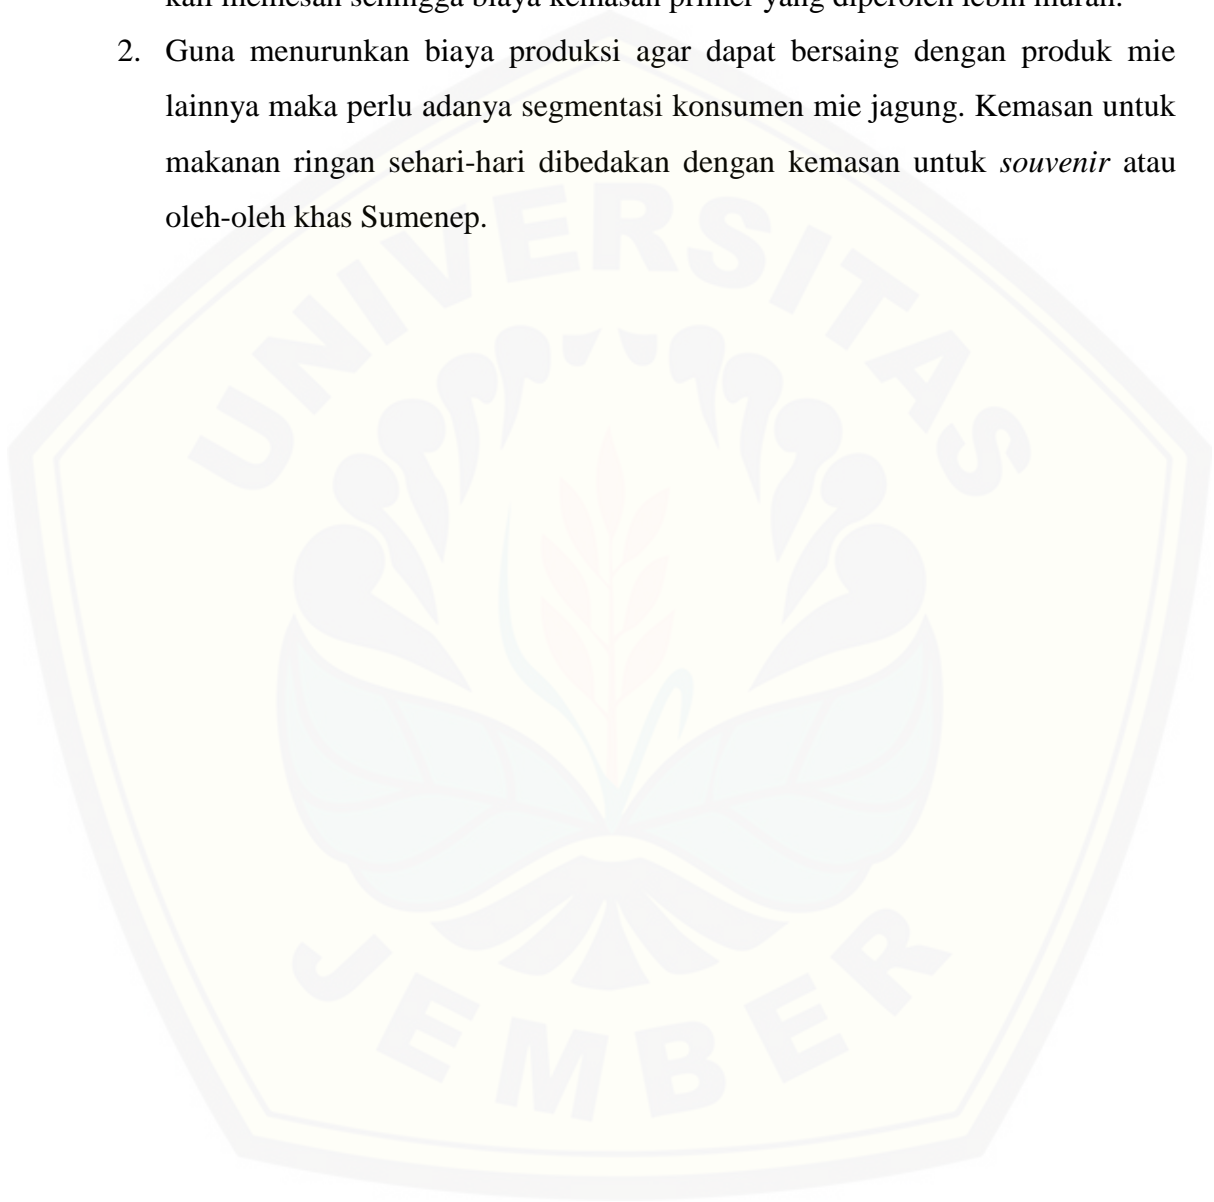 kali memesan sehingga biaya kemasan primer yang diperoleh lebih murah.
2. Guna menurunkan biaya produksi agar dapat bersaing dengan produk mie
lainnya maka perlu adanya segmentasi konsumen mie jagung. Kemasan untuk
makanan ringan sehari-hari dibedakan dengan kemasan untuk souvenir atau
oleh-oleh khas Sumenep.
UNIVERSITAS
JEMBER